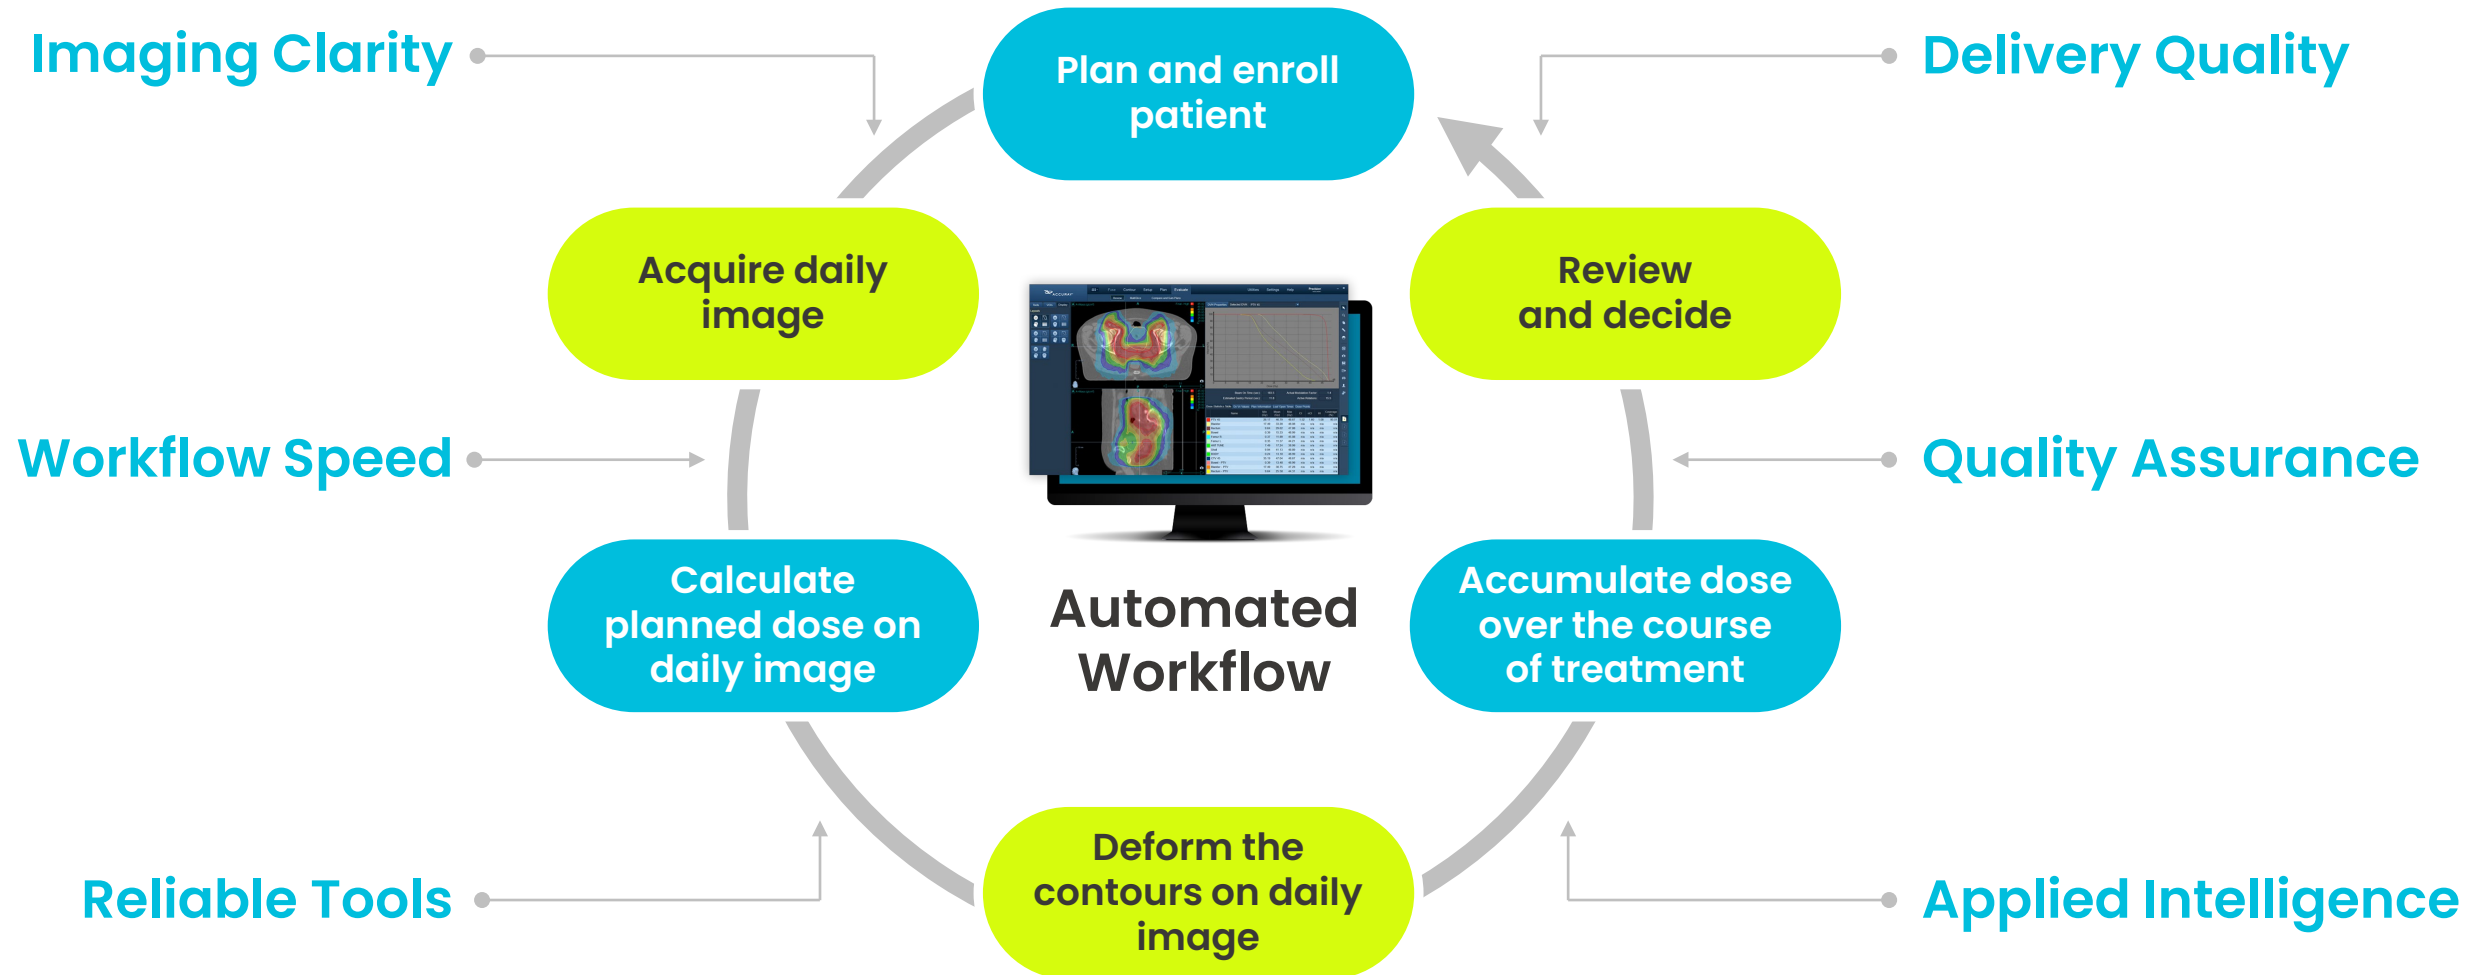 Imaging Clarity
Plan and enroll
patient
Delivery Quality
Acquire daily
image
Review
and decide
ACCURAY
Workflow Speed
Quality Assurance
Calculate
planned dose on
daily image
Automated
Workflow
Accumulate dose
over the course
of treatment
Reliable Tools
Deform the
contours on daily
image
Applied Intelligence